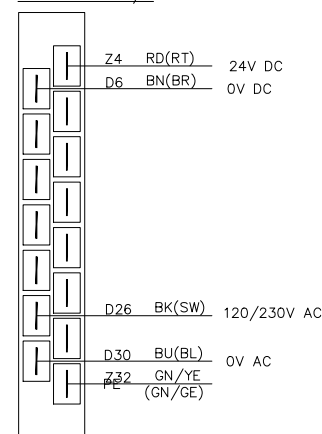 Z4 RD(RT) 24V DC
D6 BN(BR) 0V DC
D26 BK(SW) 120/230V AC
D30 BU(BL) 0V AC
Z32 GN/YE
PE (GN/GE)